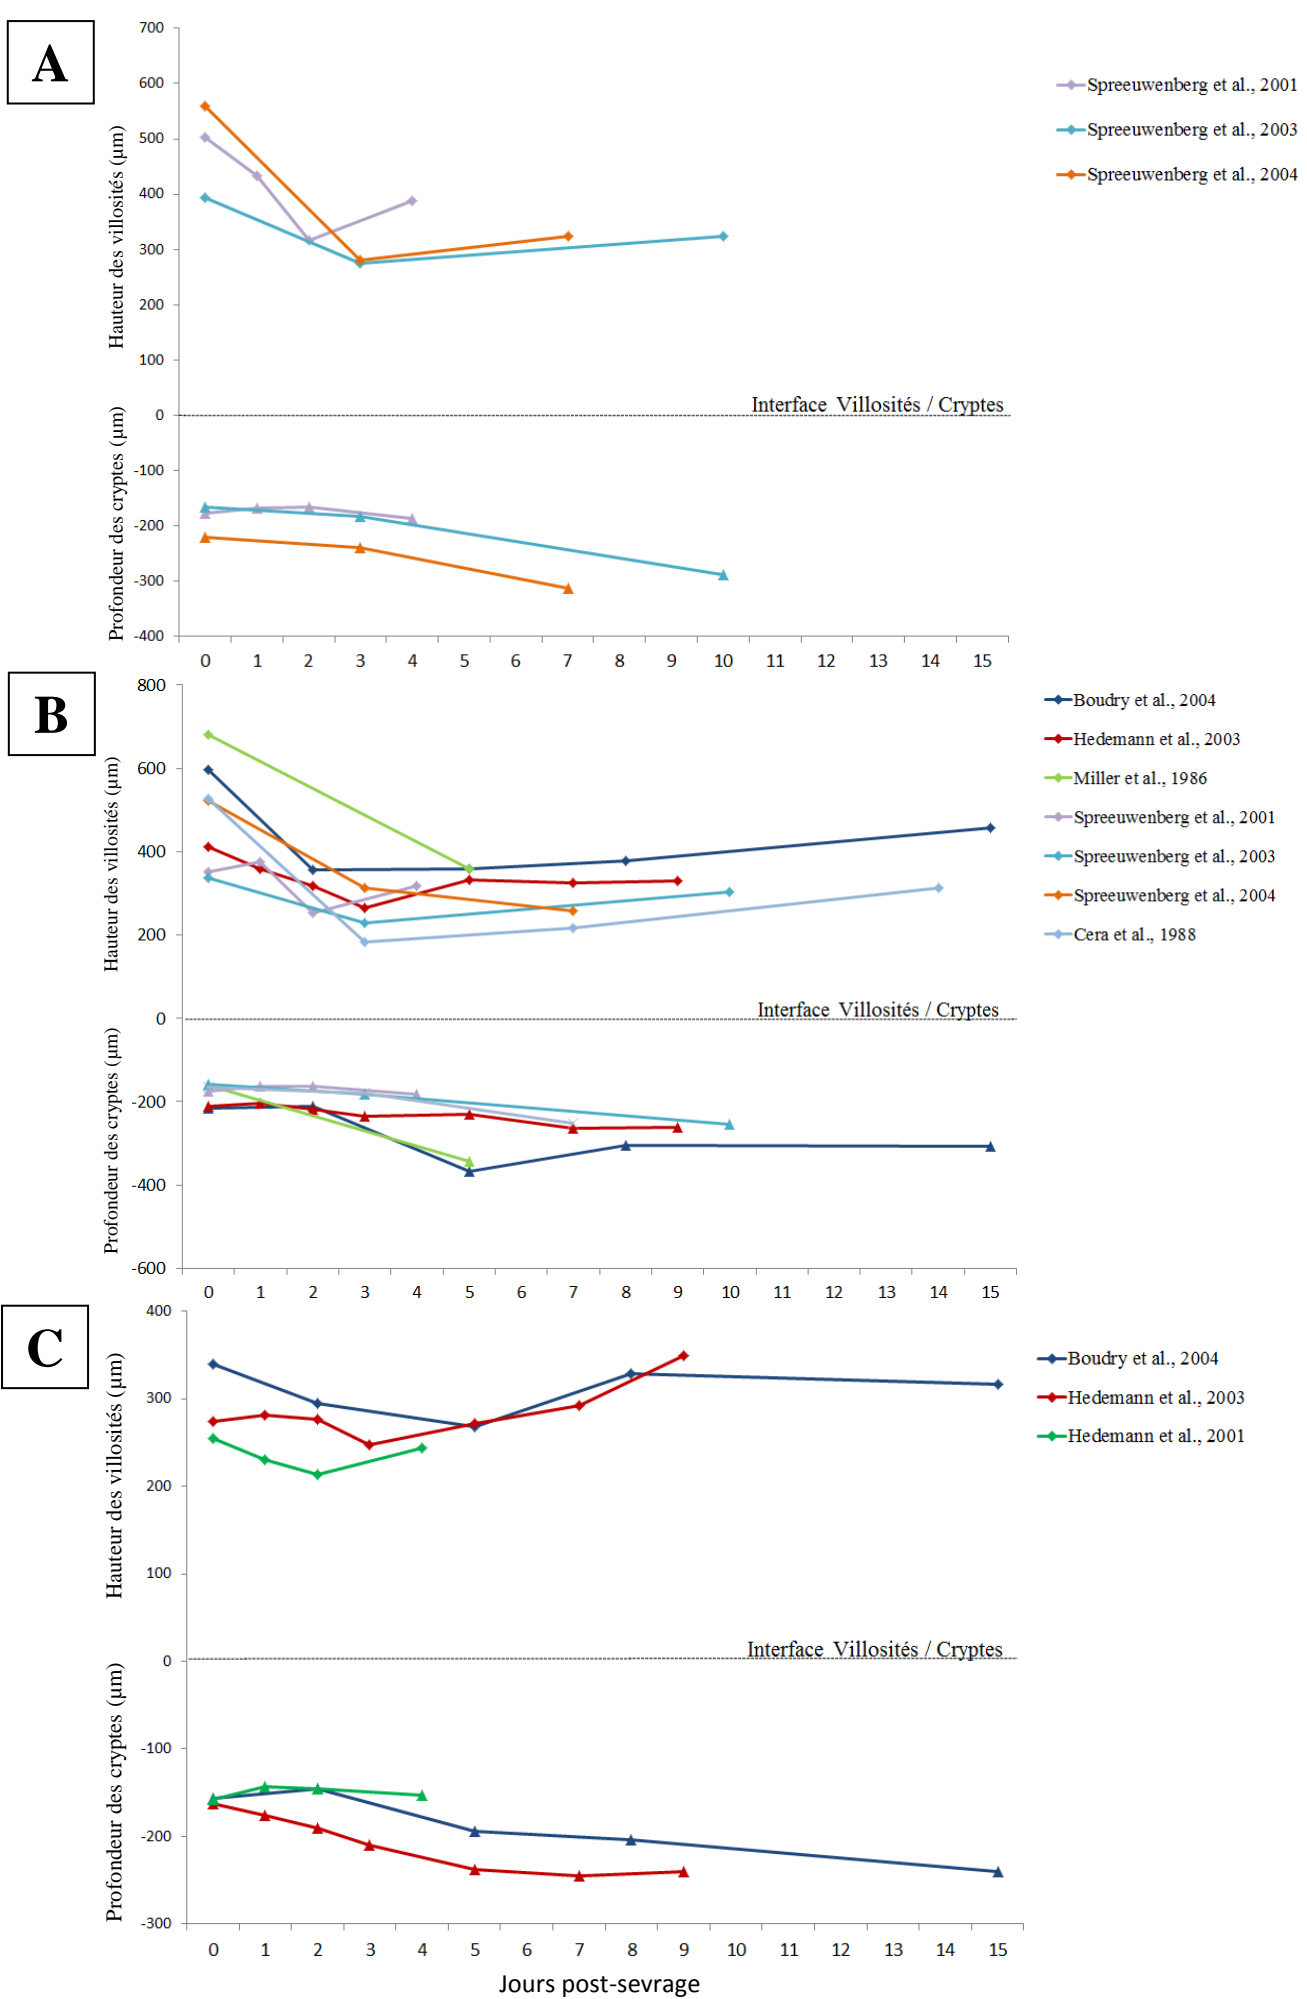 A
700
600
500
400
300
200
100
0
-100
-200
-300
-400
Hauteur des villosités (µm)
Profondeur des cryptes (µm)
Interface Villosités / Cryptes
0 1 2 3 4 5 6 7 8 9 10 11 12 13 14 15
Spreeuwenberg et al., 2001
Spreeuwenberg et al., 2003
Spreeuwenberg et al., 2004
B
800
600
400
200
0
-200
-400
-600
Hauteur des villosités (µm)
Profondeur des cryptes (µm)
Interface Villosités / Cryptes
0 1 2 3 4 5 6 7 8 9 10 11 12 13 14 15
Boudry et al., 2004
Hedemann et al., 2003
Miller et al., 1986
Spreeuwenberg et al., 2001
Spreeuwenberg et al., 2003
Spreeuwenberg et al., 2004
Cera et al., 1988
C
400
300
200
100
0
-100
-200
-300
Hauteur des villosités (µm)
Profondeur des cryptes (µm)
Interface Villosités / Cryptes
0 1 2 3 4 5 6 7 8 9 10 11 12 13 14 15
Jours post-sevrage
Boudry et al., 2004
Hedemann et al., 2003
Hedemann et al., 2001